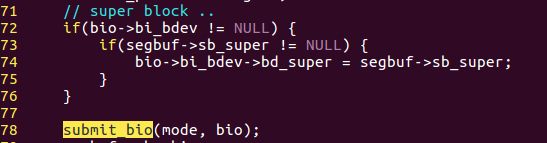 71     // super block ..
72     if(bio->bi_bdev != NULL) {
73         if(segbuf->sb_super != NULL) {
74             bio->bi_bdev->bd_super = segbuf->sb_super;
75         }
76     }
77
78     submit_bio(mode, bio);